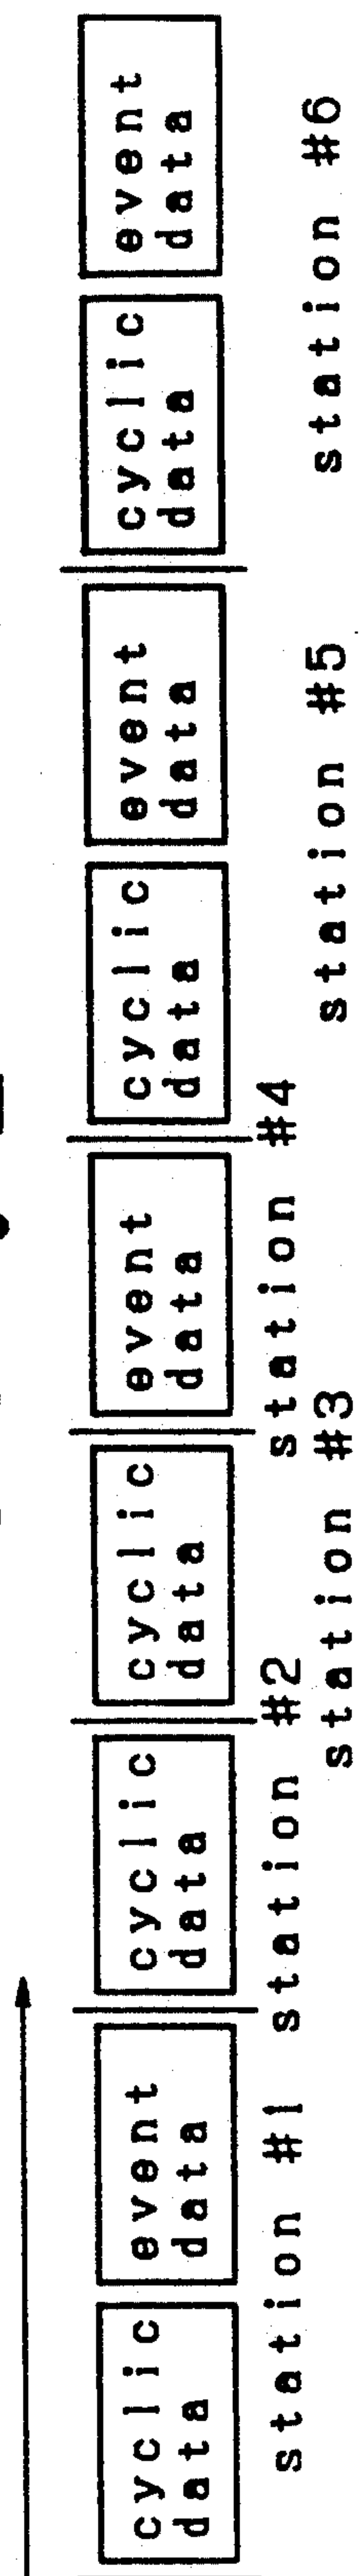 cyclic
data
event
data
cyclic
data
cyclic
data
event
data
cyclic
data
event
data
cyclic
data
event
data
station #1
station #2
station #3
station #4
station #5
station #6